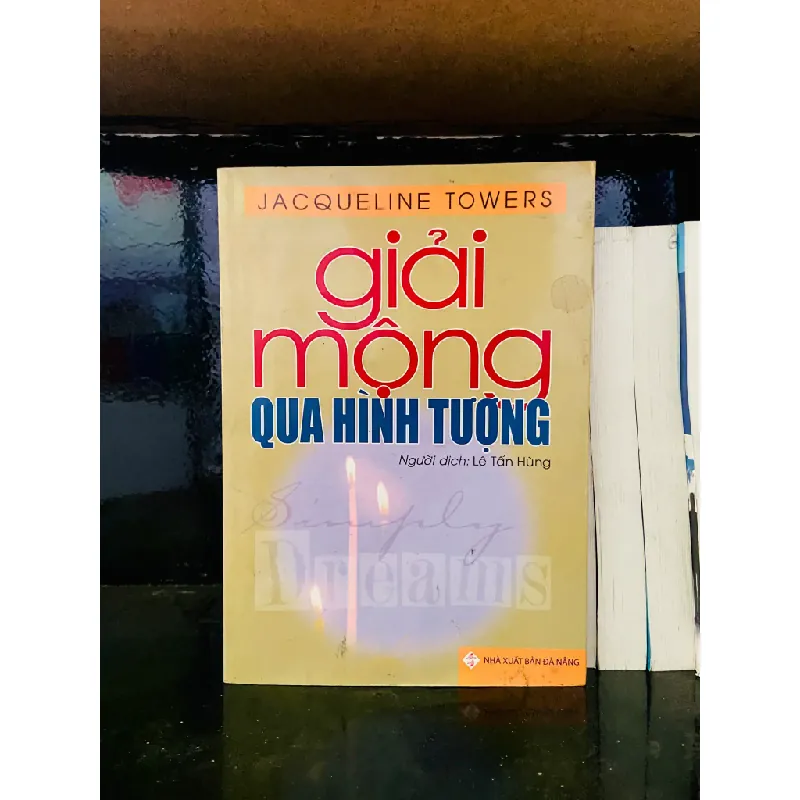 JACQUELINE TOWERS
giải
mộng
QUA HÌNH TƯỢNG
Người dịch: Lê Tấn Hùng
Simply
Dreams
NHÀ XUẤT BẢN ĐÀ NẴNG